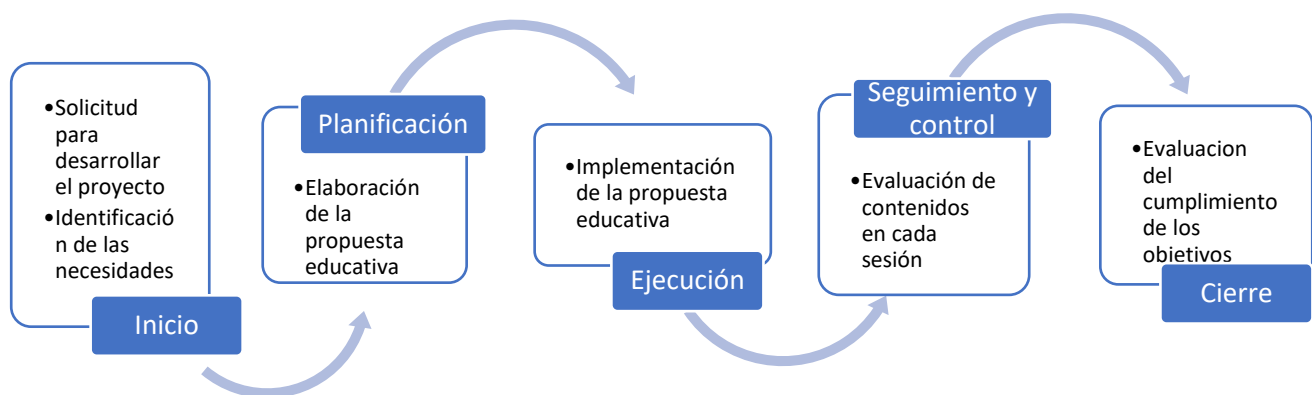 •Solicitud
para
desarrollar
el proyecto
•Identificació
n de las
necesidades
Inicio
Planificación
•Elaboración
de la
propuesta
educativa
•Implementación
de la propuesta
educativa
Ejecución
Seguimiento y
control
•Evaluación de
contenidos
en cada
sesión
•Evaluacion
del
cumplimiento
de los
objetivos
Cierre